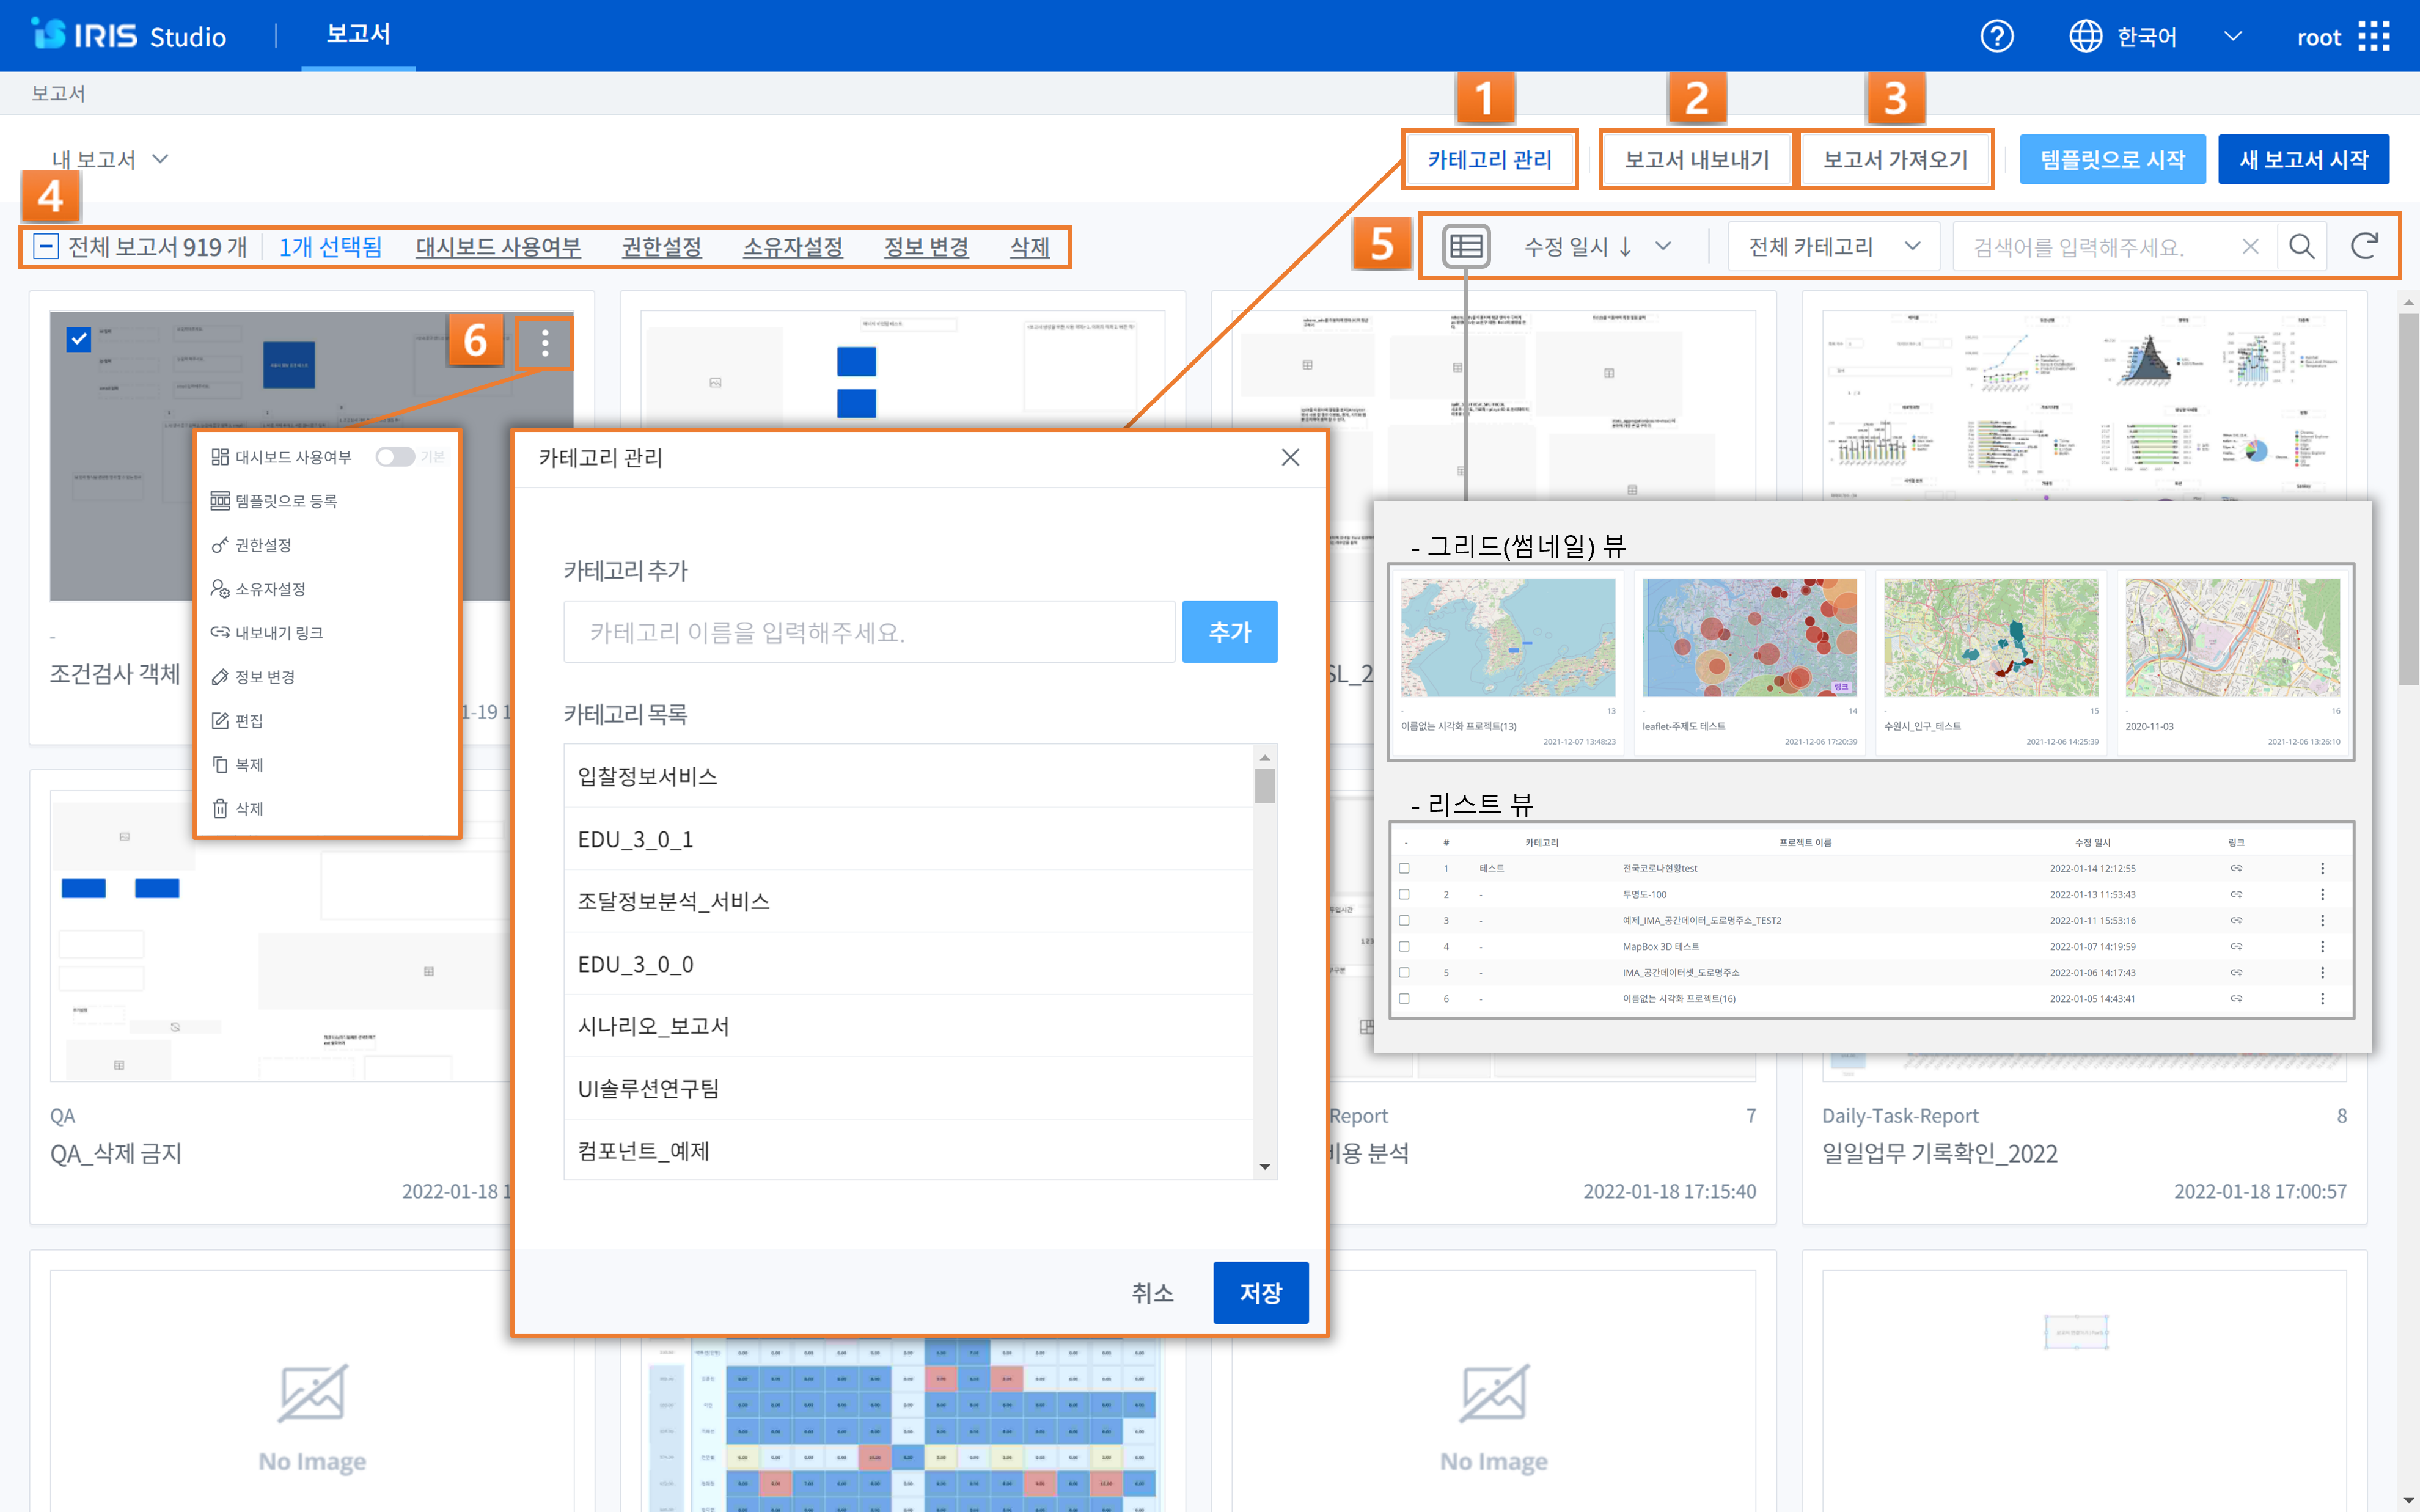 IRIS Studio
보고서
한국어
root
보고서
1
2
3
내 보고서
카테고리 관리
보고서 내보내기
보고서 가져오기
템플릿으로 시작
새 보고서 시작
4
전체 보고서 919 개
1개 선택됨
대시보드 사용여부
권한설정
소유자설정
정보 변경
삭제
5
수정 일시 ↓
전체 카테고리
검색어를 입력해주세요.
6
대시보드 사용여부
기본
템플릿으로 등록
권한설정
소유자설정
내보내기 링크
정보 변경
편집
복제
삭제
-
조건검사 객체
1-19 1
카테고리 관리
카테고리 추가
카테고리 이름을 입력해주세요.
추가
카테고리 목록
입찰정보서비스
EDU_3_0_1
조달정보분석_서비스
EDU_3_0_0
시나리오_보고서
UI솔루션연구팀
컴포넌트_예제
취소
저장
SL_2
- 그리드(썸네일) 뷰
링크
- 13
이름없는 시각화 프로젝트(13)
2021-12-07 13:48:23
- 14
leaflet-주제도 테스트
2021-12-06 17:20:39
- 15
수원시_인구_테스트
2021-12-06 14:25:39
- 16
2020-11-03
2021-12-06 13:26:10
- 리스트 뷰
- # 카테고리 프로젝트 이름 수정 일시 링크
1 테스트 전국코로나현황test 2022-01-14 12:12:55
2 - 투명도-100 2022-01-13 11:53:43
3 - 예제_IMA_공간데이터_도로명주소_TEST2 2022-01-11 15:53:16
4 - MapBox 3D 테스트 2022-01-07 14:19:59
5 - IMA_공간데이터셋_도로명주소 2022-01-06 14:17:43
6 - 이름없는 시각화 프로젝트(16) 2022-01-05 14:43:41
QA
QA_삭제 금지
2022-01-18 1
Report 7
비용 분석
2022-01-18 17:15:40
Daily-Task-Report 8
일일업무 기록확인_2022
2022-01-18 17:00:57
No Image
No Image